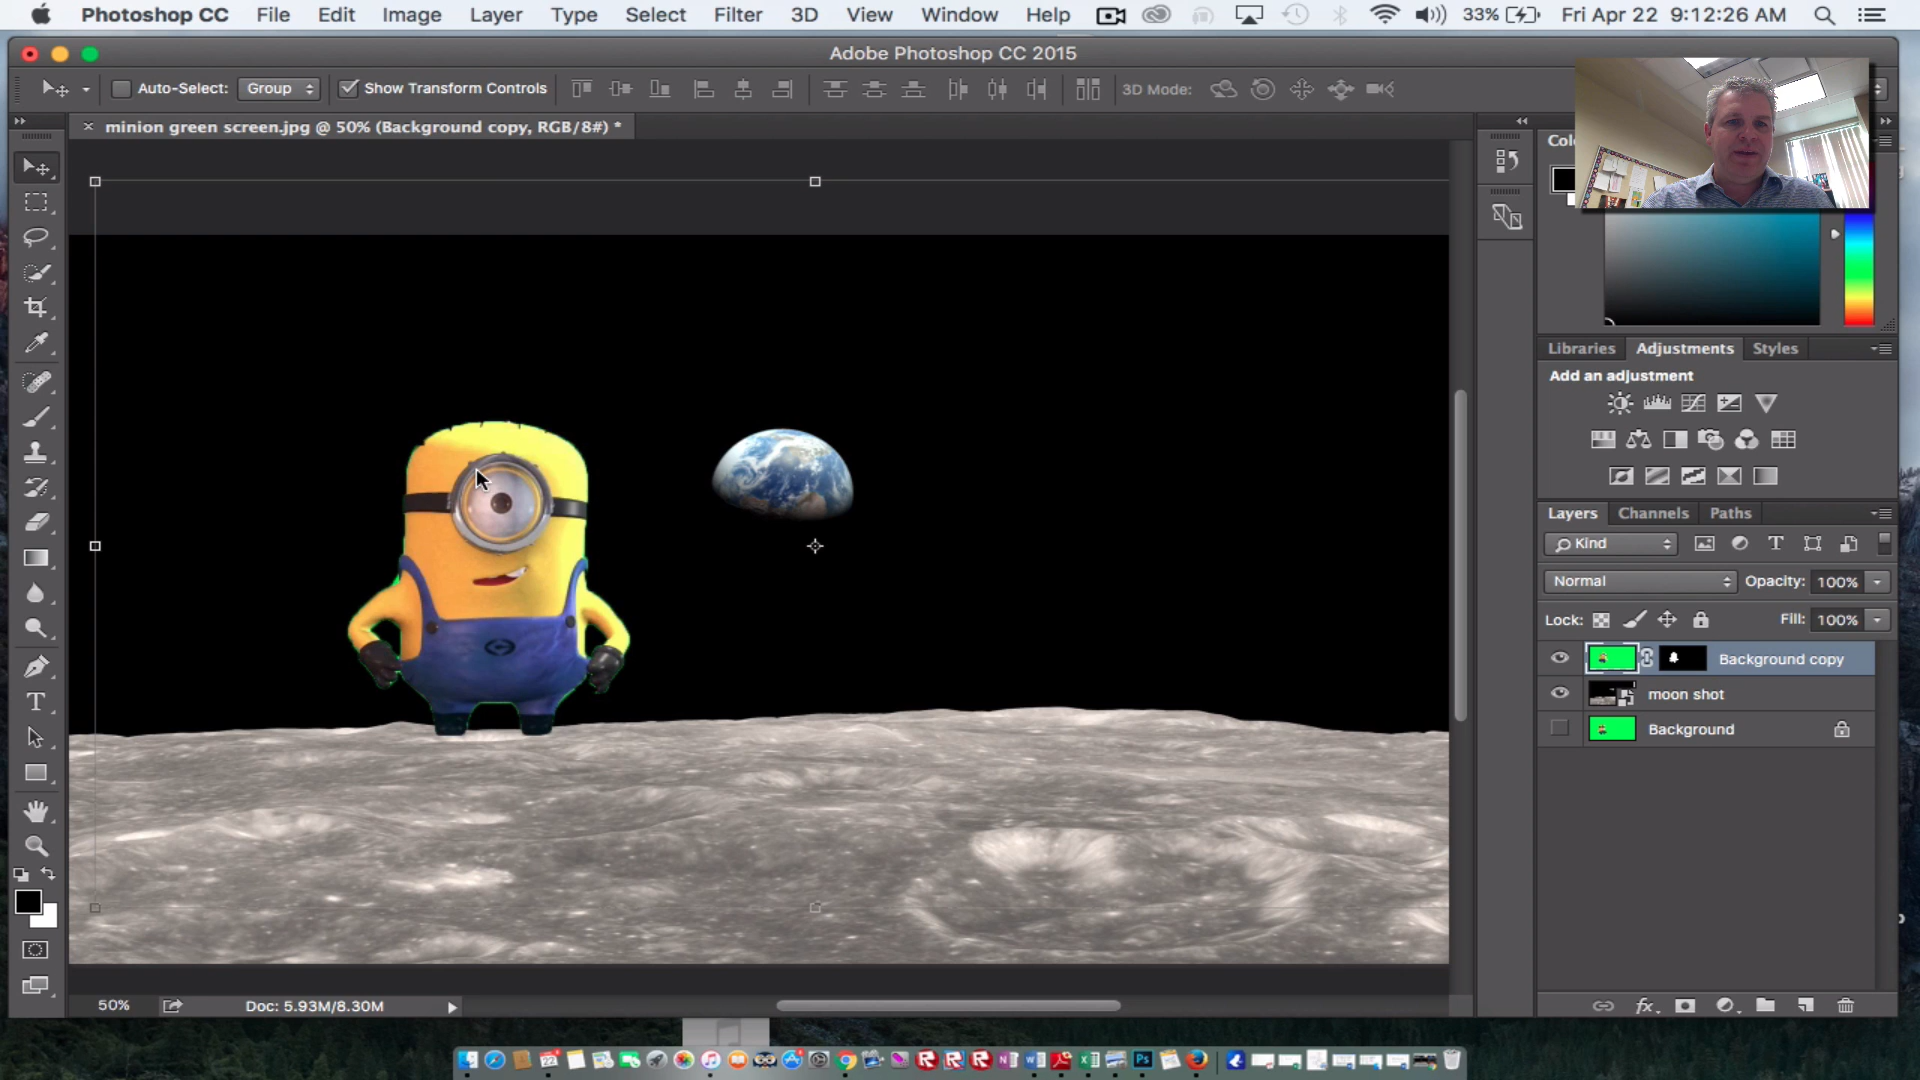 Photoshop CC File Edit Image Layer Type Select Filter 3D View Window Help 33% Fri Apr 22 9:12:26 AM
Adobe Photoshop CC 2015
Auto-Select: Group Show Transform Controls 3D Mode:
minion green screen.jpg @ 50% (Background copy, RGB/8#) *
Libraries Adjustments Styles
Add an adjustment
Layers Channels Paths
Kind
Normal Opacity: 100%
Lock: Fill: 100%
Background copy
moon shot
Background
50% Doc: 5.93M/8.30M